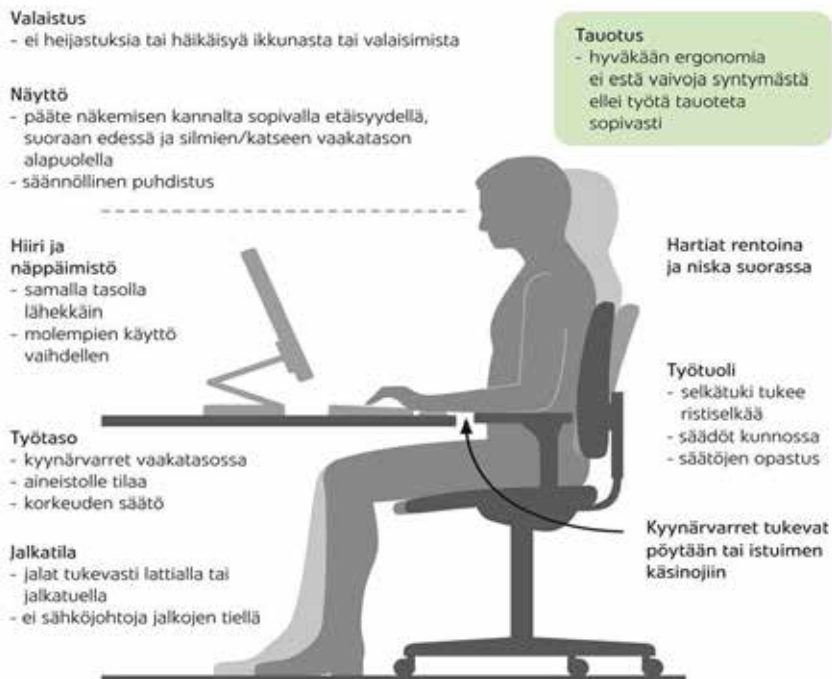 Valaistus
- ei heijastuksia tai häikäisyä ikkunasta tai valaisimista
Näyttö
- pääte näkemisen kannalta sopivalla etäisyydellä,
suoraan edessä ja silmien/katseen vaakatason
alapuolella
- säännöllinen puhdistus
Hiiri ja
näppäimistö
- samalla tasolla
lähekkäin
- molempien käyttö
vaihdellen
Työtaso
- kyynärvarret vaakatasossa
- aineistolle tilaa
- korkeuden säätö
Jalkatila
- jalat tukevasti lattialla tai
jalkatuella
- ei sähköjohtoja jalkojen tiellä
Tauotus
- hyväkään ergonomia
ei estä vaivoja syntymästä
ellei työtä tauoteta
sopivasti
Hartiat rentoina
ja niska suorassa
Työtuoli
- selkätuki tukee
ristiselkää
- säädöt kunnossa
- säätöjen opastus
Kyynärvarret tukevat
pöytään tai istuimen
käsinojiin